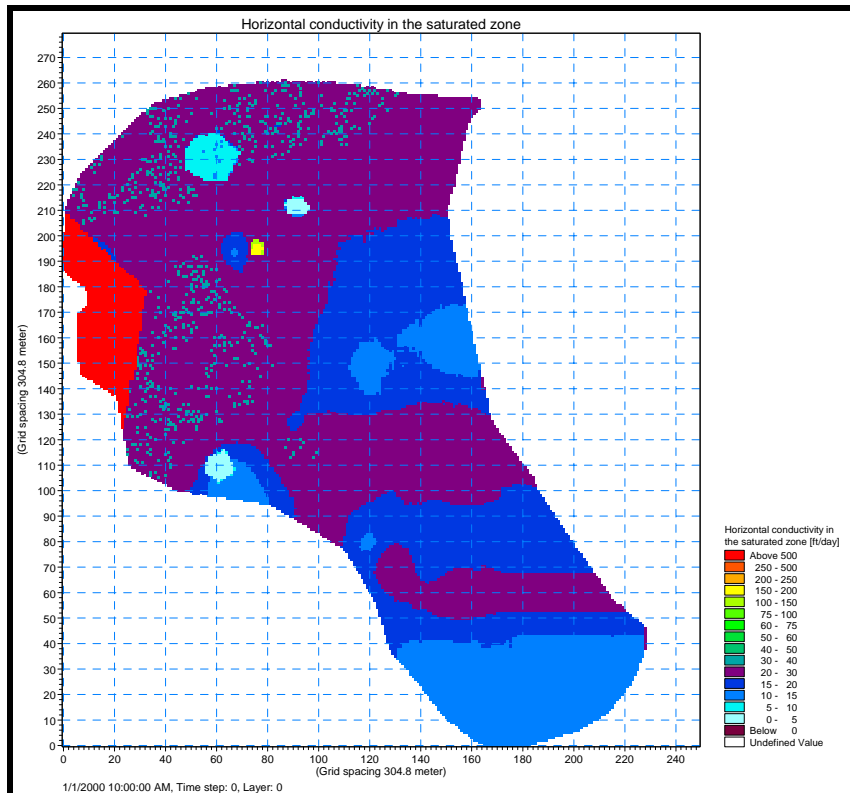 Horizontal conductivity in the saturated zone
270
260
250
240
230
220
210
200
190
180
170
160
150
140
130
120
110
100
90
80
70
60
50
40
30
20
10
0
(Grid spacing 304.8 meter)
0 20 40 60 80 100 120 140 160 180 200 220 240
(Grid spacing 304.8 meter)
1/1/2000 10:00:00 AM, Time step: 0, Layer: 0
Horizontal conductivity in
the saturated zone [ft/day]
Above 500
250 - 500
200 - 250
150 - 200
100 - 150
75 - 100
60 - 75
50 - 60
40 - 50
30 - 40
20 - 30
15 - 20
10 - 15
5 - 10
0 - 5
Below 0
Undefined Value